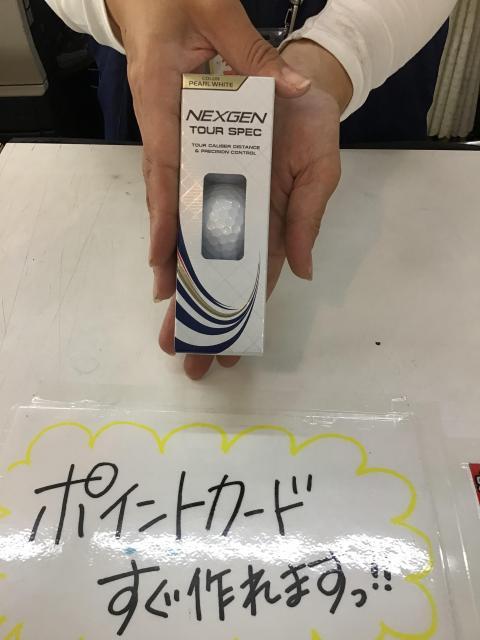 COLOR
PEARL WHITE
NEXGEN
TOUR SPEC
TOUR CALIBER DISTANCE
& PRECISION CONTROL
ポイントカード
すぐ作れますっ!!